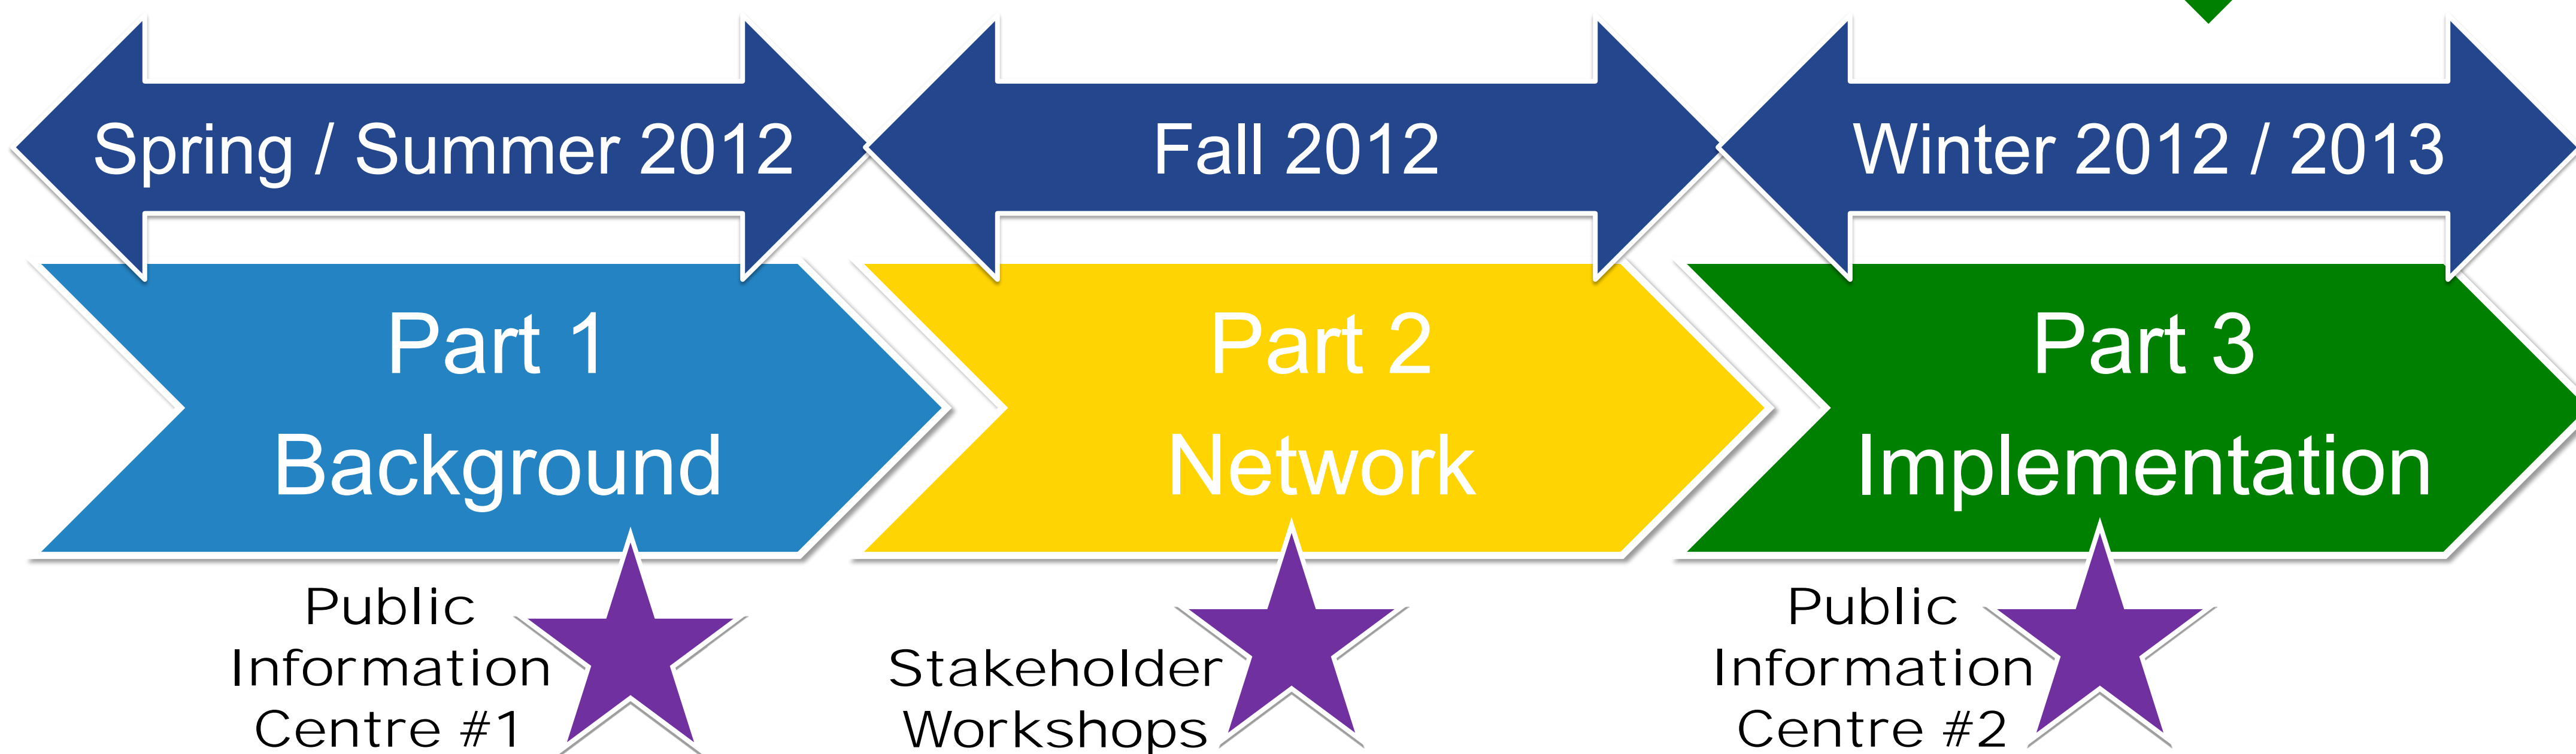 Spring / Summer 2012
Fall 2012
Winter 2012 / 2013
Part 1
Background
Part 2
Network
Part 3
Implementation
Public
Information
Centre #1
Stakeholder
Workshops
Public
Information
Centre #2